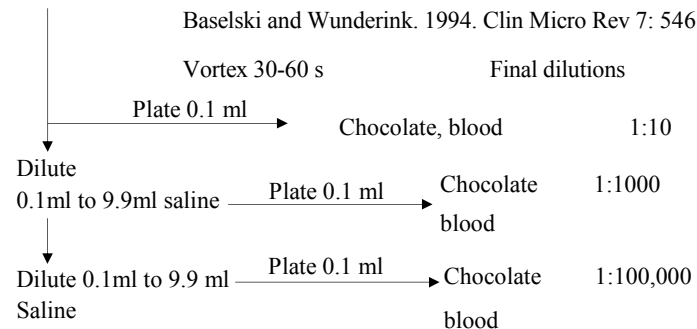 Baselski and Wunderink. 1994. Clin Micro Rev 7: 546
Vortex 30-60 s Final dilutions
Plate 0.1 ml
Chocolate, blood 1:10
Dilute
0.1ml to 9.9ml saline Plate 0.1 ml Chocolate 1:1000
blood
Dilute 0.1ml to 9.9 ml Plate 0.1 ml Chocolate 1:100,000
Saline
blood